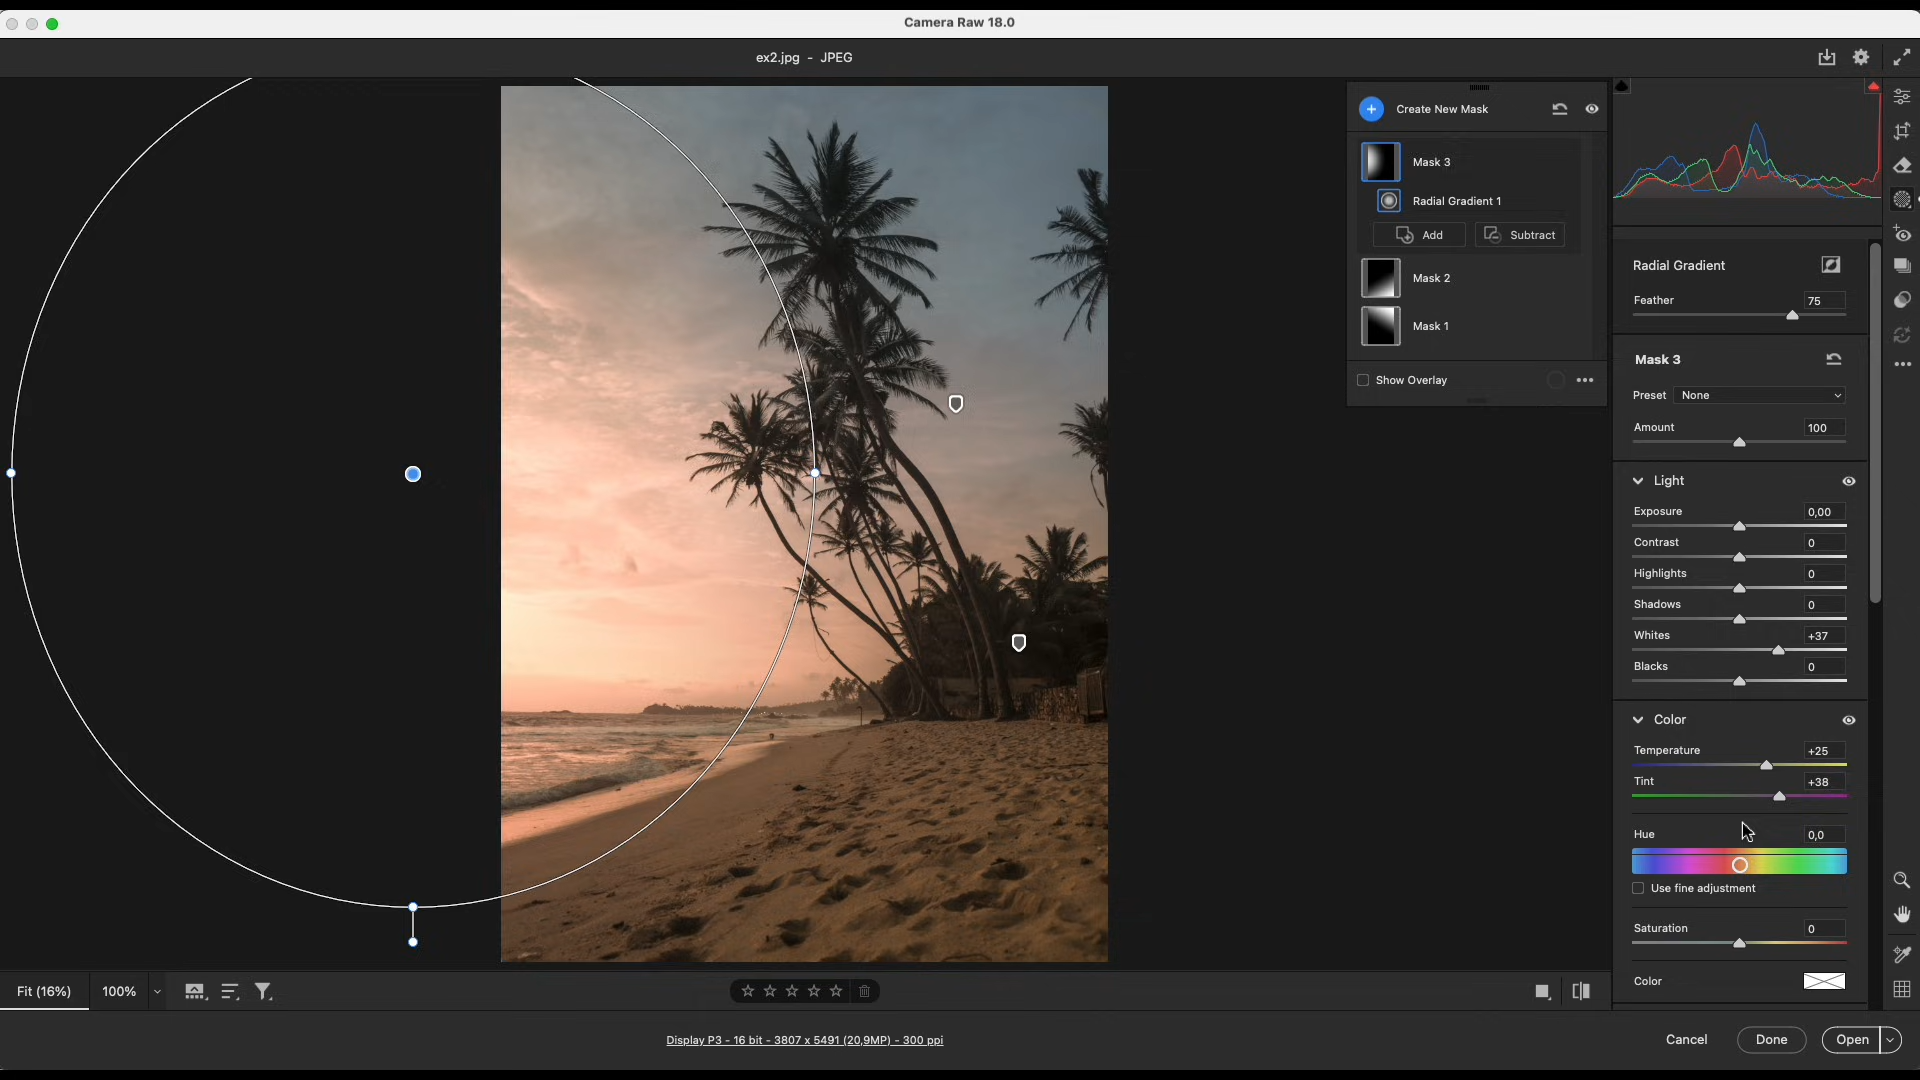 Camera Raw 18.0
ex2.jpg - JPEG
Create New Mask
Mask 3
Radial Gradient 1
Add
Subtract
Mask 2
Mask 1
Show Overlay
Radial Gradient
Feather 75
Mask 3
Preset None
Amount 100
Light
Exposure 0,00
Contrast 0
Highlights 0
Shadows 0
Whites +37
Blacks 0
Color
Temperature +25
Tint +38
Hue 0,0
Use fine adjustment
Saturation 0
Color
Fit (16%) 100%
Display P3 - 16 bit - 3807 x 5491 (20,9MP) - 300 ppi
Cancel Done Open